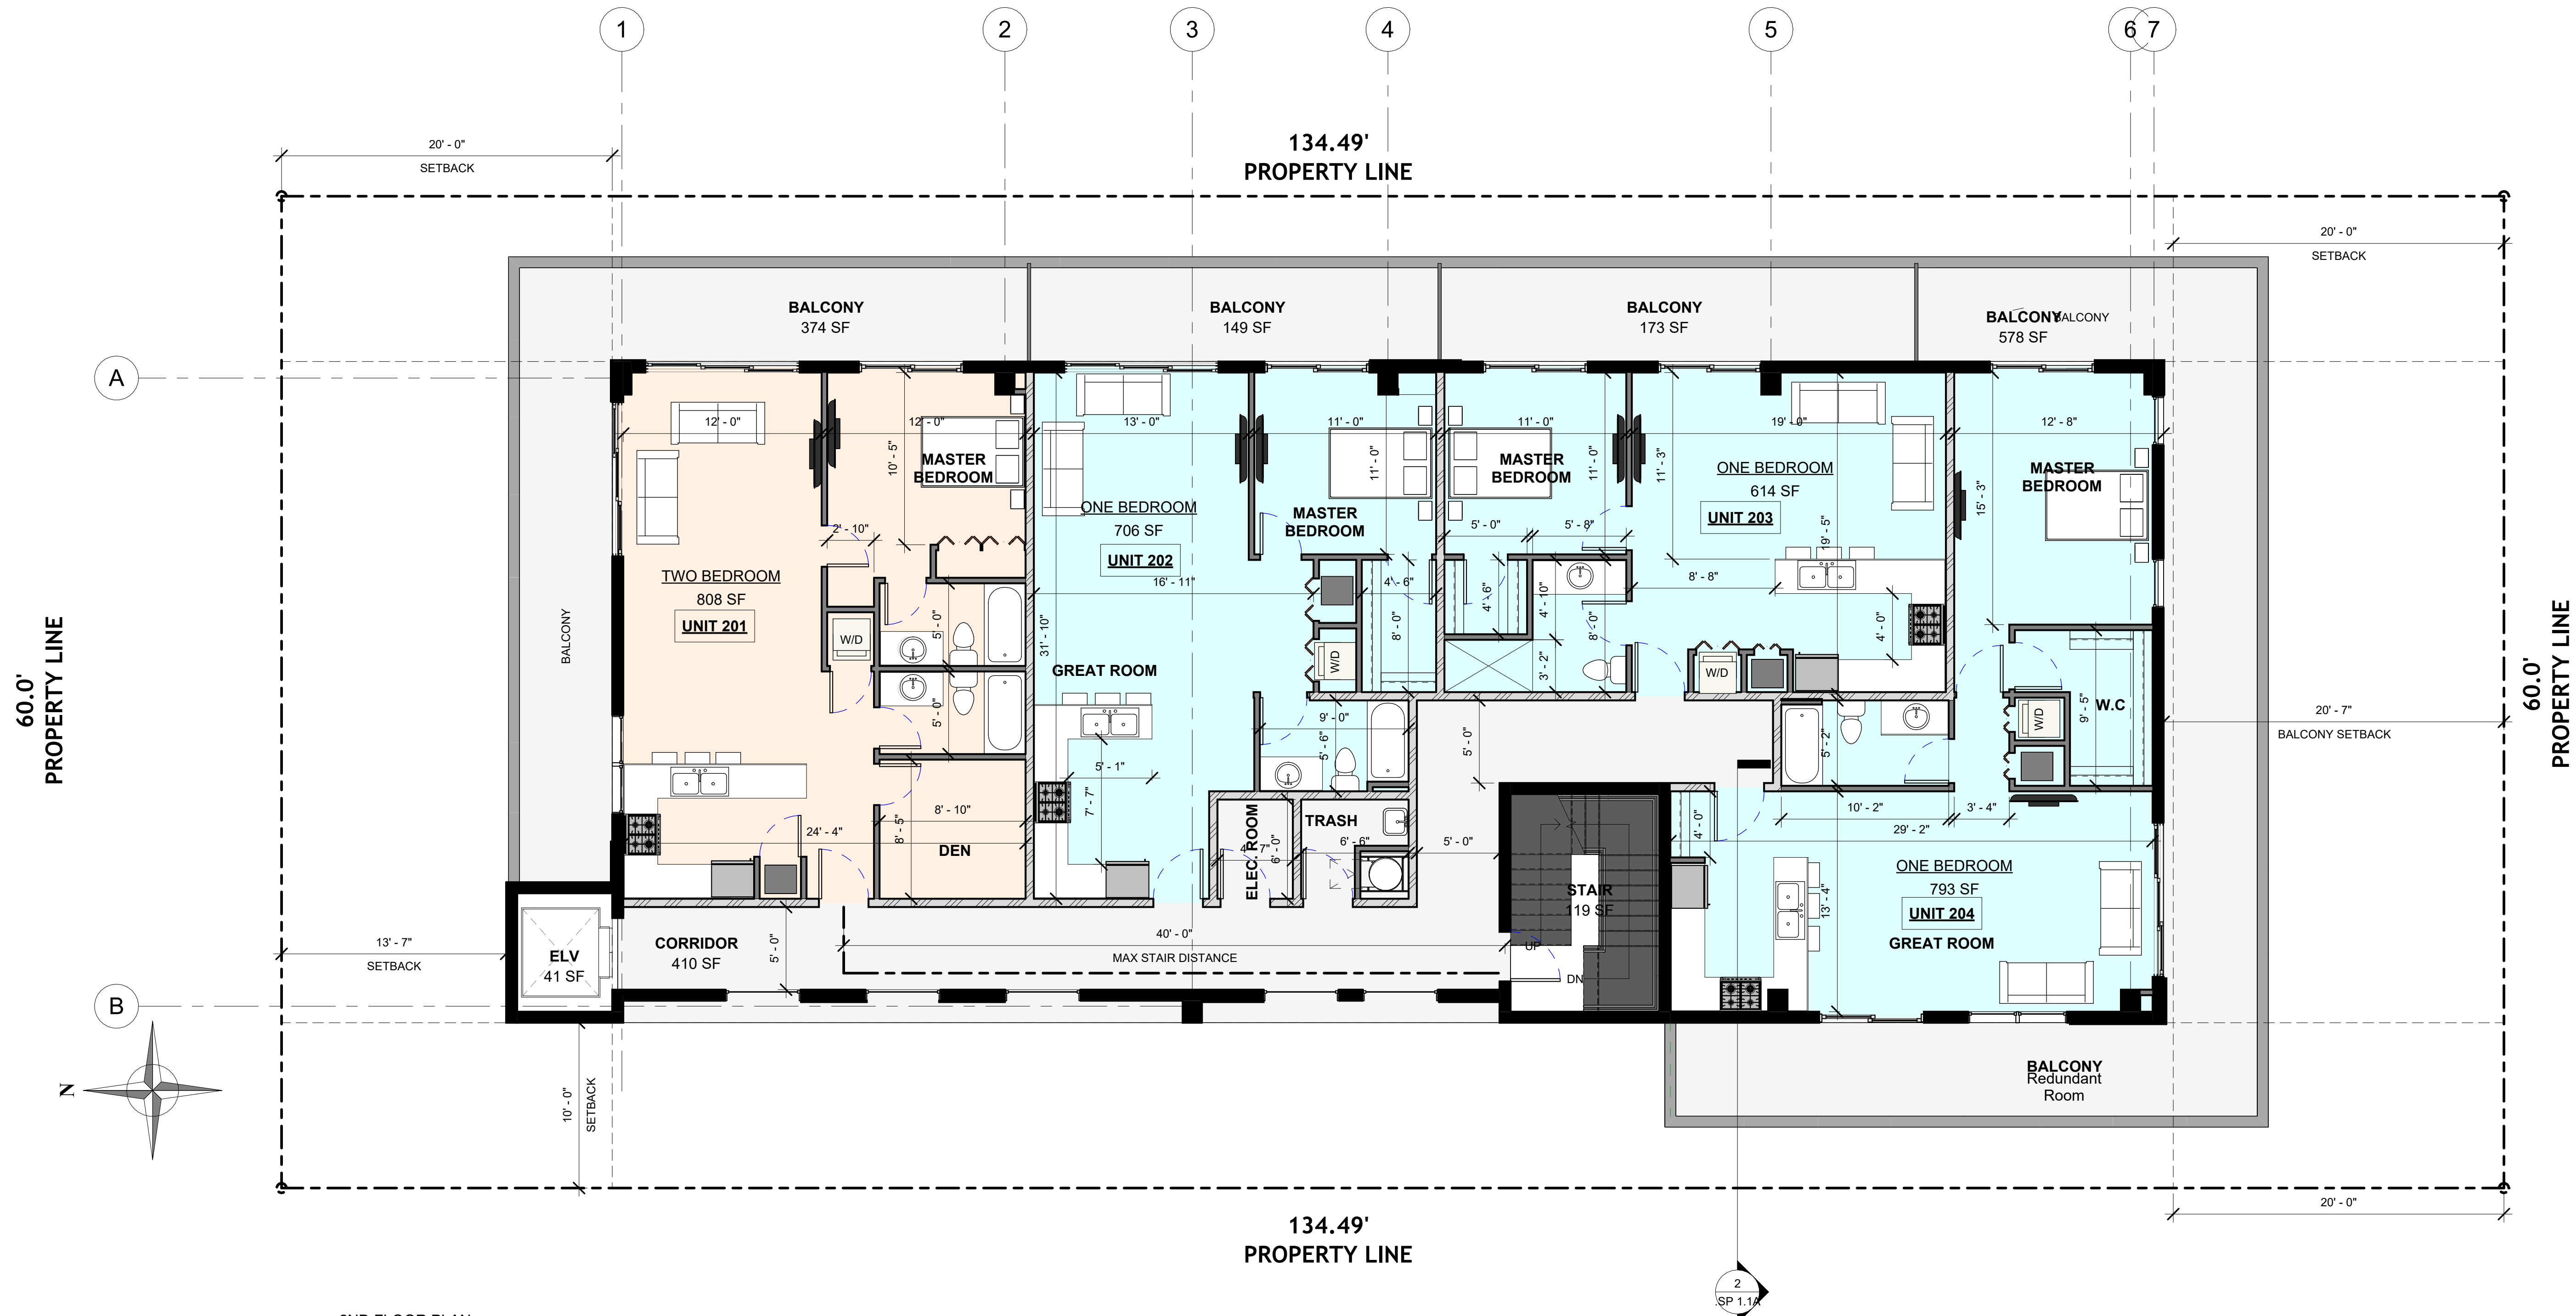 1
2
3
4
5
6
7
134.49'
PROPERTY LINE
20' - 0"
SETBACK
20' - 0"
SETBACK
BALCONY
374 SF
BALCONY
149 SF
BALCONY
173 SF
BALCONY
BALCONY
578 SF
A
12' - 0"
12' - 0"
13' - 0"
11' - 0"
11' - 0"
19' - 0"
12' - 8"
10' - 5"
MASTER
BEDROOM
11' - 0"
MASTER
BEDROOM
MASTER
BEDROOM
11' - 0"
11' - 3"
ONE BEDROOM
614 SF
UNIT 203
19' - 5"
MASTER
BEDROOM
15' - 3"
ONE BEDROOM
706 SF
UNIT 202
16' - 11"
2' - 10"
5' - 0"
5' - 8"
TWO BEDROOM
808 SF
UNIT 201
W/D
5' - 0"
5' - 0"
31' - 10"
GREAT ROOM
4' - 6"
8' - 0"
W/D
4' - 6"
4' - 10"
8' - 0"
3' - 2"
8' - 8"
4' - 0"
W/D
BALCONY
60.0'
PROPERTY LINE
60.0'
PROPERTY LINE
W.C
9' - 5"
W/D
20' - 7"
BALCONY SETBACK
9' - 0"
5' - 6"
5' - 0"
5' - 2"
5' - 1"
7' - 7"
10' - 2"
3' - 4"
29' - 2"
4' - 0"
24' - 4"
8' - 10"
8' - 5"
DEN
ELEC. ROOM
4' - 7"
6' - 0"
TRASH
6' - 6"
5' - 0"
STAIR
119 SF
UP
DN
ONE BEDROOM
793 SF
UNIT 204
GREAT ROOM
13' - 4"
13' - 7"
SETBACK
ELV
41 SF
CORRIDOR
410 SF
5' - 0"
40' - 0"
MAX STAIR DISTANCE
B
N
10' - 0"
SETBACK
BALCONY
Redundant
Room
20' - 0"
134.49'
PROPERTY LINE
2
SP 1.1A
2ND FLOOR PLAN